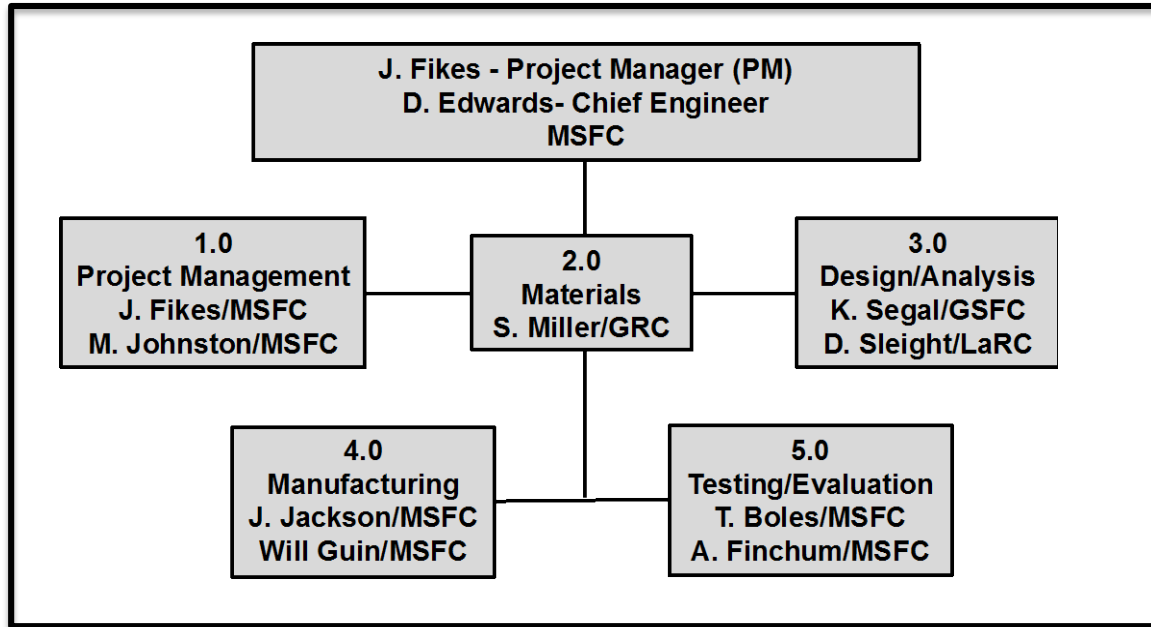 J. Fikes - Project Manager (PM)
D. Edwards- Chief Engineer
MSFC
1.0
Project Management
J. Fikes/MSFC
M. Johnston/MSFC
2.0
Materials
S. Miller/GRC
3.0
Design/Analysis
K. Segal/GSFC
D. Sleight/LaRC
4.0
Manufacturing
J. Jackson/MSFC
Will Guin/MSFC
5.0
Testing/Evaluation
T. Boles/MSFC
A. Finchum/MSFC